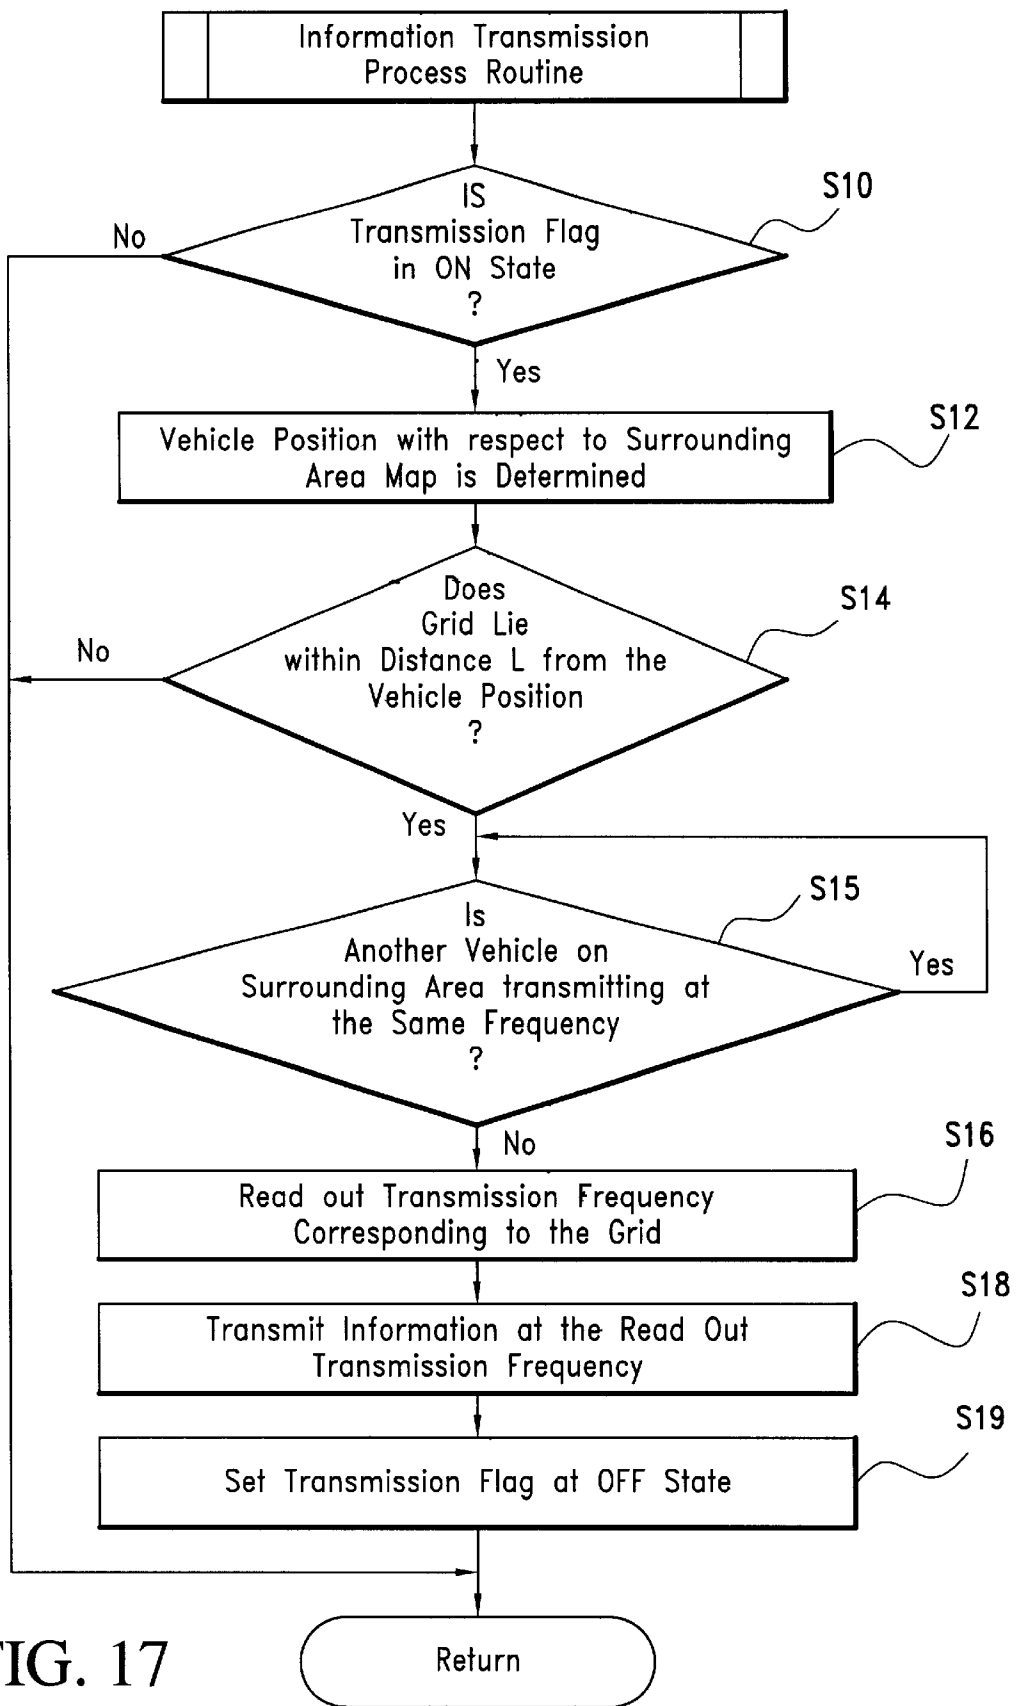 Information Transmission
Process Routine
IS
Transmission Flag
in ON State
?
S10
No
Yes
Vehicle Position with respect to Surrounding
Area Map is Determined
S12
Does
Grid Lie
within Distance L from the
Vehicle Position
?
S14
No
Yes
Is
Another Vehicle on
Surrounding Area transmitting at
the Same Frequency
?
S15
Yes
No
Read out Transmission Frequency
Corresponding to the Grid
S16
Transmit Information at the Read Out
Transmission Frequency
S18
Set Transmission Flag at OFF State
S19
Return
IG. 17